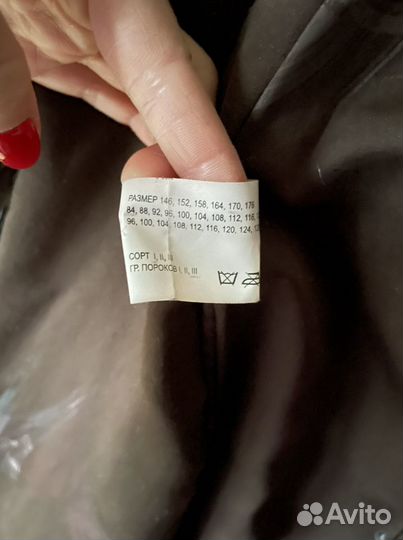 РАЗМЕР 146, 152, 158, 164, 170, 176
84, 88, 92, 96, 100, 104, 108, 112, 116,
96, 100, 104, 108, 112, 116, 120, 124,
СОРТ I, II, III
ГР. ПОРОКОВ I, II, III
Avito